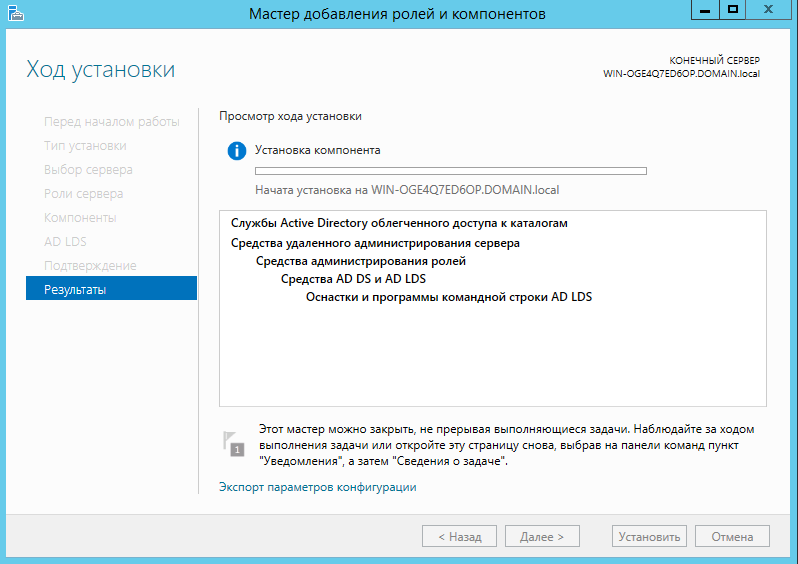 Мастер добавления ролей и компонентов
Ход установки
КОНЕЧНЫЙ СЕРВЕР
WIN-OGE4Q7ED6OP.DOMAIN.local
Перед началом работы
Тип установки
Выбор сервера
Роли сервера
Компоненты
AD LDS
Подтверждение
Результаты
Просмотр хода установки
Установка компонента
Начата установка на WIN-OGE4Q7ED6OP.DOMAIN.local
Службы Active Directory облегченного доступа к каталогам
Средства удаленного администрирования сервера
Средства администрирования ролей
Средства AD DS и AD LDS
Оснастки и программы командной строки AD LDS
1
Этот мастер можно закрыть, не прерывая выполняющиеся задачи. Наблюдайте за ходом
выполнения задачи или откройте эту страницу снова, выбрав на панели команд пункт
"Уведомления", а затем "Сведения о задаче".
Экспорт параметров конфигурации
< Назад
Далее >
Установить
Отмена